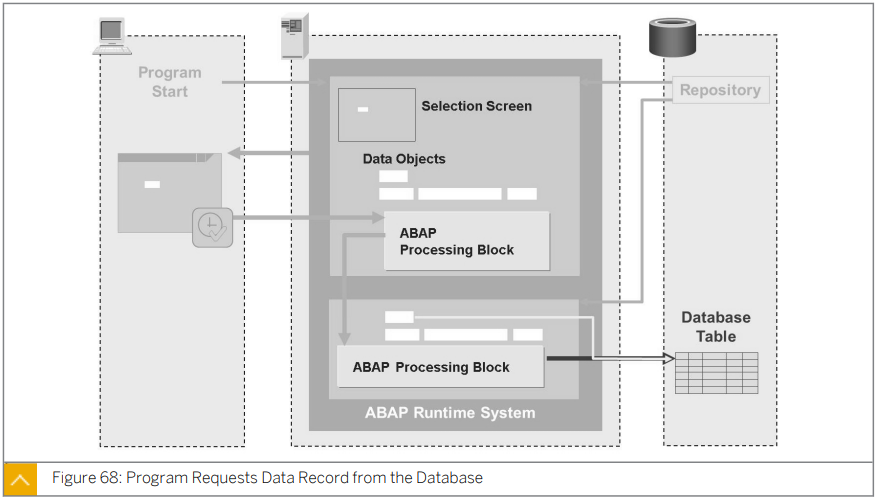 Program
Start
Selection Screen
Data Objects
ABAP
Processing Block
Repository
Database
Table
ABAP Processing Block
ABAP Runtime System
Figure 68: Program Requests Data Record from the Database